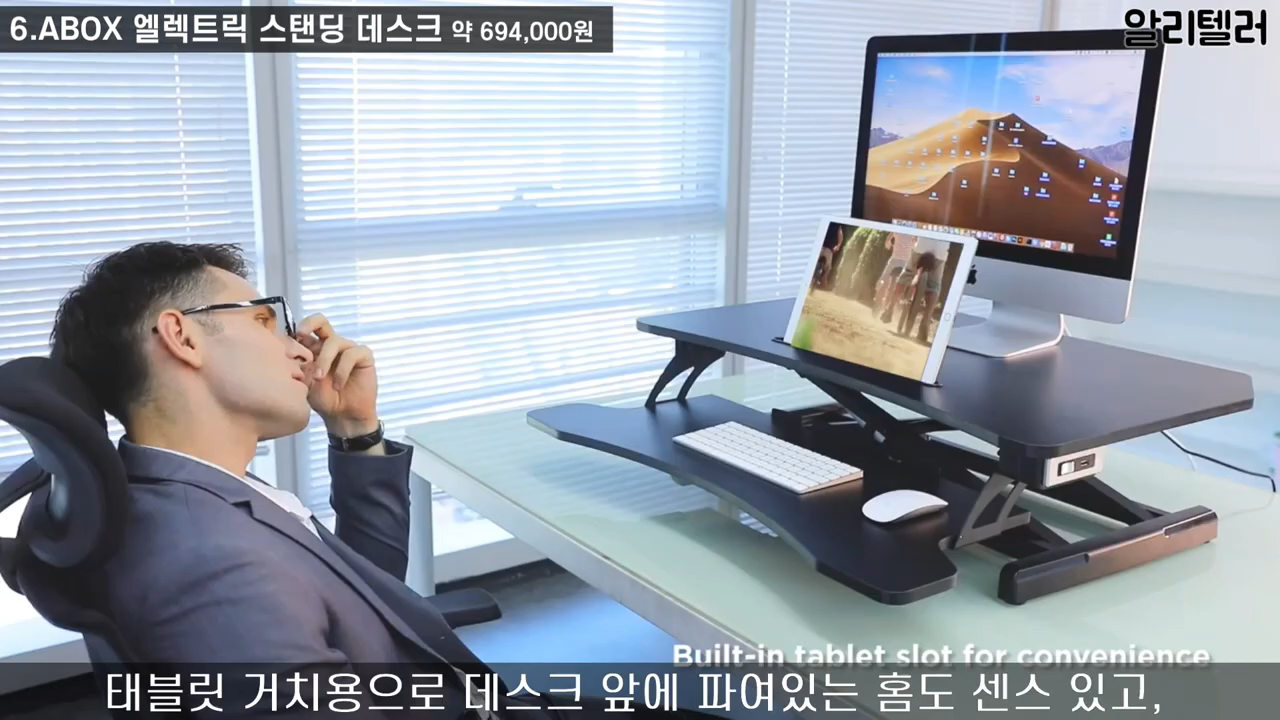 6.ABOX 엘렉트릭 스탠딩 데스크 약 694,000원
알리텔러
Built-in tablet slot for convenience
태블릿 거치용으로 데스크 앞에 파여있는 홈도 센스 있고,